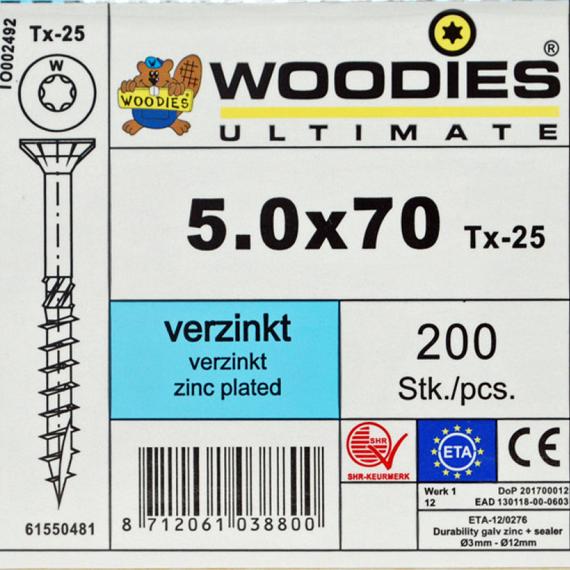 TO002492
Tx-25
W
WOODIES
WOODIES®
ULTIMATE
5.0x70 Tx-25
verzinkt
verzinkt
zinc plated
200
Stk./pcs.
SHR
SHR-KEURMERK
ETA
CE
Werk 1
12
DoP 201700012
EAD 130118-00-0603
ETA-12/0276
Durability galv zinc + sealer
Ø3mm - Ø12mm
61550481
8 712061 038800